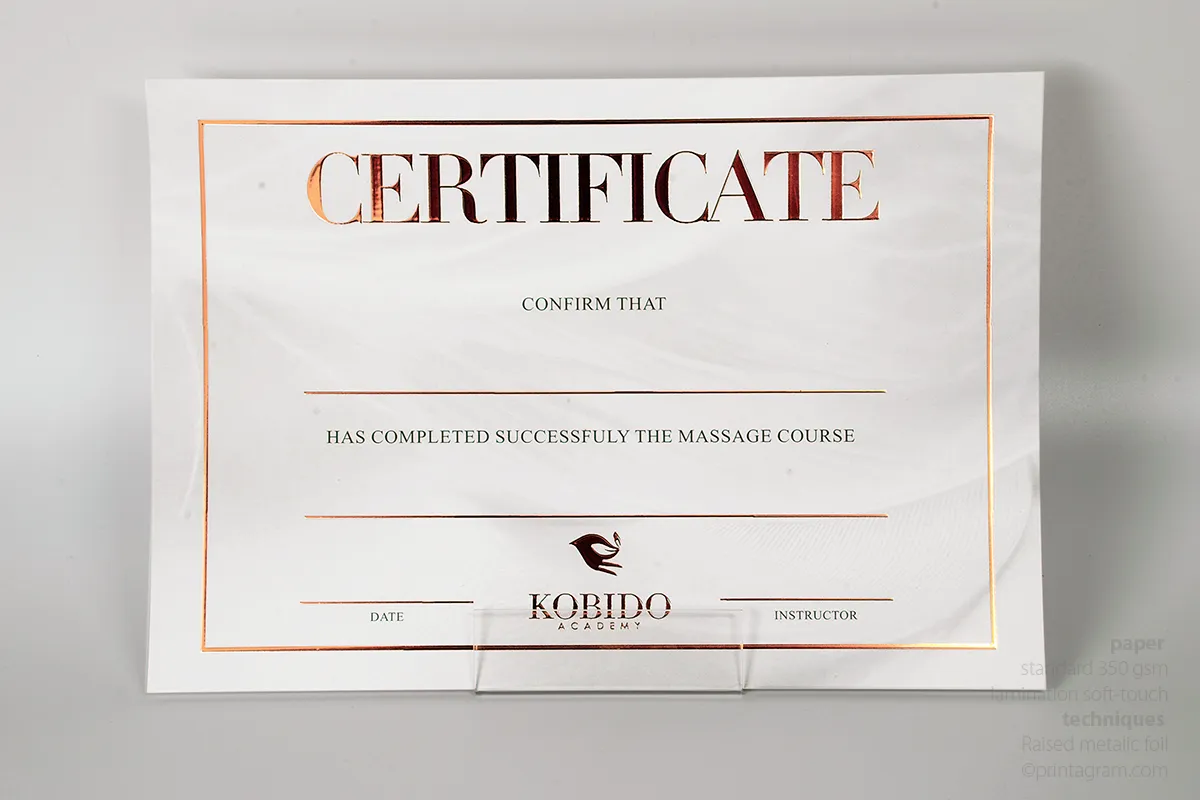 CERTIFICATE
CONFIRM THAT
HAS COMPLETED SUCCESSFULY THE MASSAGE COURSE
DATE
KOBIDO
ACADEMY
INSTRUCTOR
paper
standard 350 gsm
lamination soft-touch
techniques
Raised metalic foil
©printagram.com